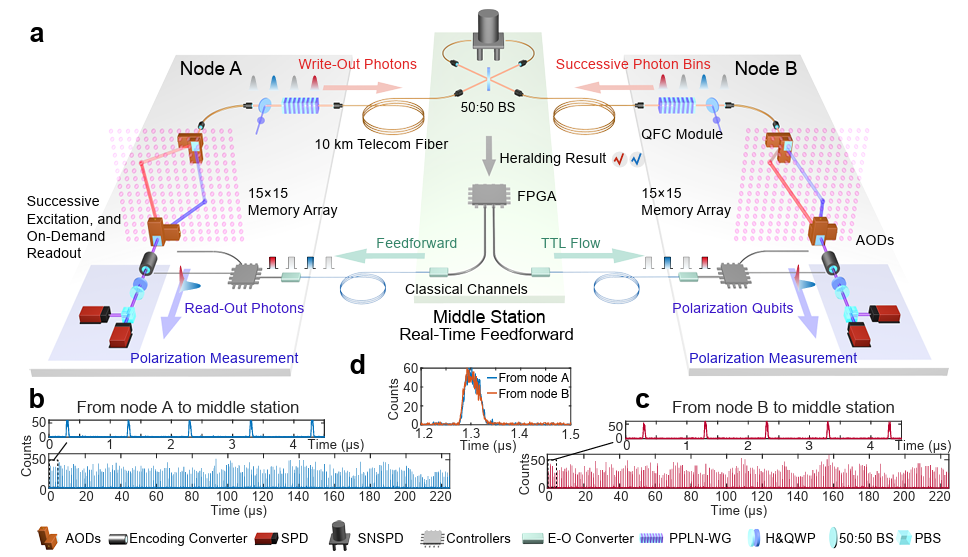 a
Node A
Write-Out Photons
Successive Photon Bins
Node B
50:50 BS
10 km Telecom Fiber
QFC Module
Heralding Result
15×15
Memory Array
FPGA
15×15
Memory Array
Successive
Excitation, and
On-Demand
Readout
AODs
Feedforward
TTL Flow
Classical Channels
Read-Out Photons
Polarization Qubits
Middle Station
Real-Time Feedforward
Polarization Measurement
Polarization Measurement
b
From node A to middle station
Counts
50
0
0 1 2 3 4 Time (μs)
50
0
0 20 40 60 80 100 120 140 160 180 200 220
Time (μs)
d
Counts
60
40
20
0
From node A
From node B
1.2 1.3 1.4 1.5
c
From node B to middle station
Counts
50
0
0 1 2 3 4 Time (μs)
50
0
0 20 40 60 80 100 120 140 160 180 200 220
Time (μs)
AODs Encoding Converter SPD SNSPD Controllers E-O Converter PPLN-WG H&QWP 50:50 BS PBS